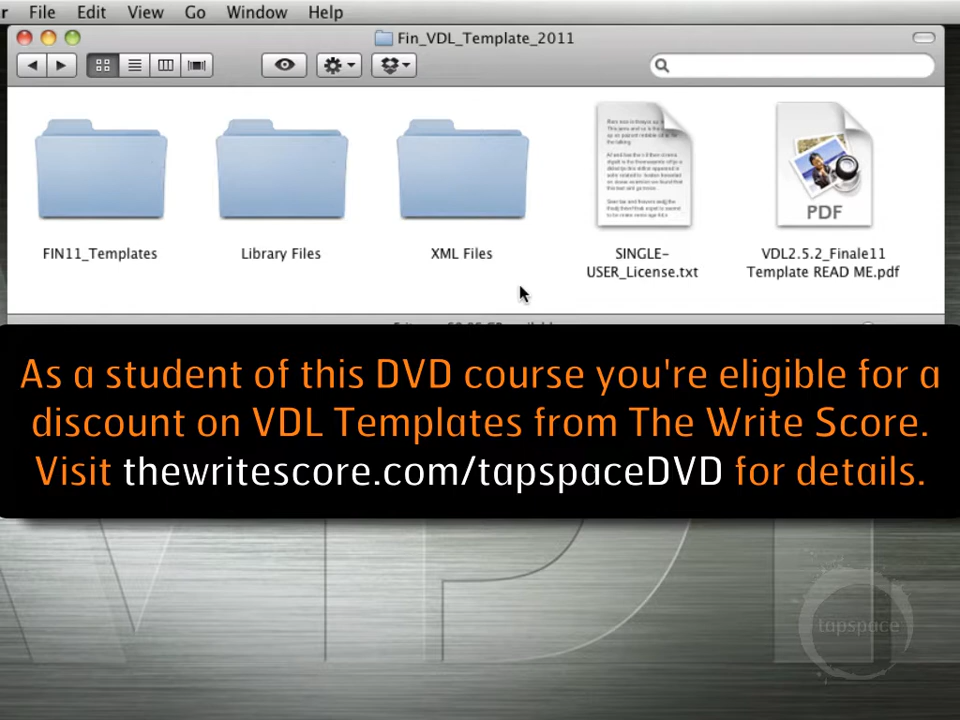 File Edit View Go Window Help
Fin_VDL_Template_2011
FIN11_Templates
Library Files
XML Files
SINGLE-
USER_License.txt
PDF
VDL2.5.2_Finale11
Template READ ME.pdf
As a student of this DVD course you're eligible for a
discount on VDL Templates from The Write Score.
Visit thewritescore.com/tapspaceDVD for details.
tapspace